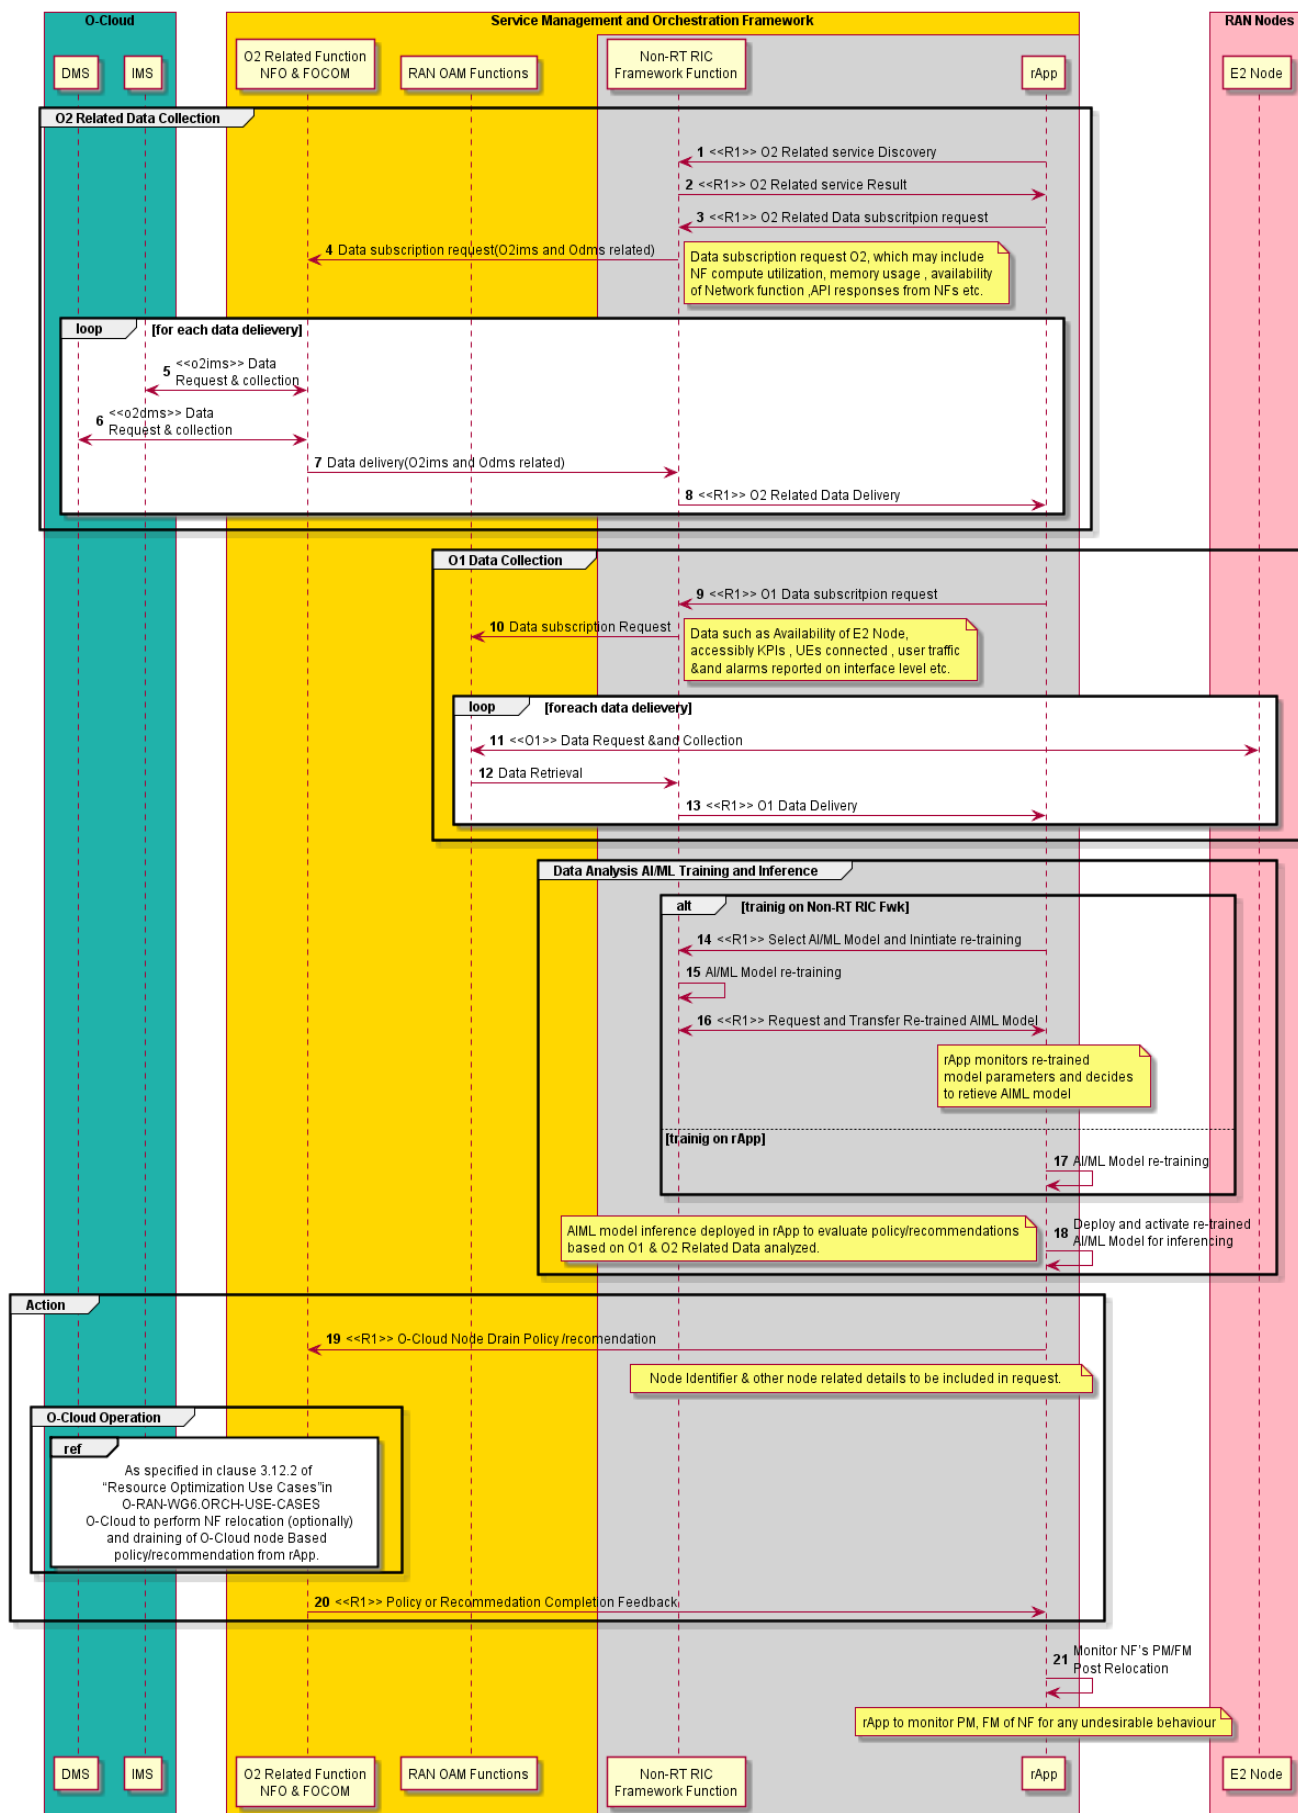 O-Cloud
Service Management and Orchestration Framework
RAN Nodes
DMS
IMS
O2 Related Function
NFO & FOCOM
RAN OAM Functions
Non-RT RIC
Framework Function
rApp
E2 Node
O2 Related Data Collection
1 <<R1>> O2 Related service Discovery
2 <<R1>> O2 Related service Result
3 <<R1>> O2 Related Data subscritpion request
4 Data subscription request(O2ims and Odms related)
Data subscription request O2, which may include
NF compute utilization, memory usage , availability
of Network function ,API responses from NFs etc.
loop [for each data delievery]
5 <<o2ims>> Data
Request & collection
6 <<o2dms>> Data
Request & collection
7 Data delivery(O2ims and Odms related)
8 <<R1>> O2 Related Data Delivery
O1 Data Collection
9 <<R1>> O1 Data subscritpion request
10 Data subscription Request
Data such as Availability of E2 Node,
accessibly KPIs , UEs connected , user traffic
&and alarms reported on interface level etc.
loop [foreach data delievery]
11 <<O1>> Data Request &and Collection
12 Data Retrieval
13 <<R1>> O1 Data Delivery
Data Analysis AI/ML Training and Inference
alt [trainig on Non-RT RIC Fwk]
14 <<R1>> Select AI/ML Model and Inintiate re-training
15 AI/ML Model re-training
16 <<R1>> Request and Transfer Re-trained AIML Model
rApp monitors re-trained
model parameters and decides
to retieve AIML model
[trainig on rApp]
17 AI/ML Model re-training
AIML model inference deployed in rApp to evaluate policy/recommendations
based on O1 & O2 Related Data analyzed.
18 Deploy and activate re-trained
AI/ML Model for inferencing
Action
19 <<R1>> O-Cloud Node Drain Policy /recomendation
Node Identifier & other node related details to be included in request.
O-Cloud Operation
ref
As specified in clause 3.12.2 of
“Resource Optimization Use Cases”in
O-RAN-WG6.ORCH-USE-CASES
O-Cloud to perform NF relocation (optionally)
and draining of O-Cloud node Based
policy/recommendation from rApp.
20 <<R1>> Policy or Recommedation Completion Feedback
21 Monitor NF's PM/FM
Post Relocation
rApp to monitor PM, FM of NF for any undesirable behaviour
DMS
IMS
O2 Related Function
NFO & FOCOM
RAN OAM Functions
Non-RT RIC
Framework Function
rApp
E2 Node